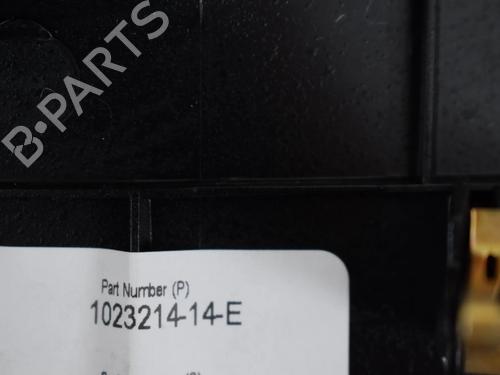 B-PARTS
Part Number (P)
1023214-14-E